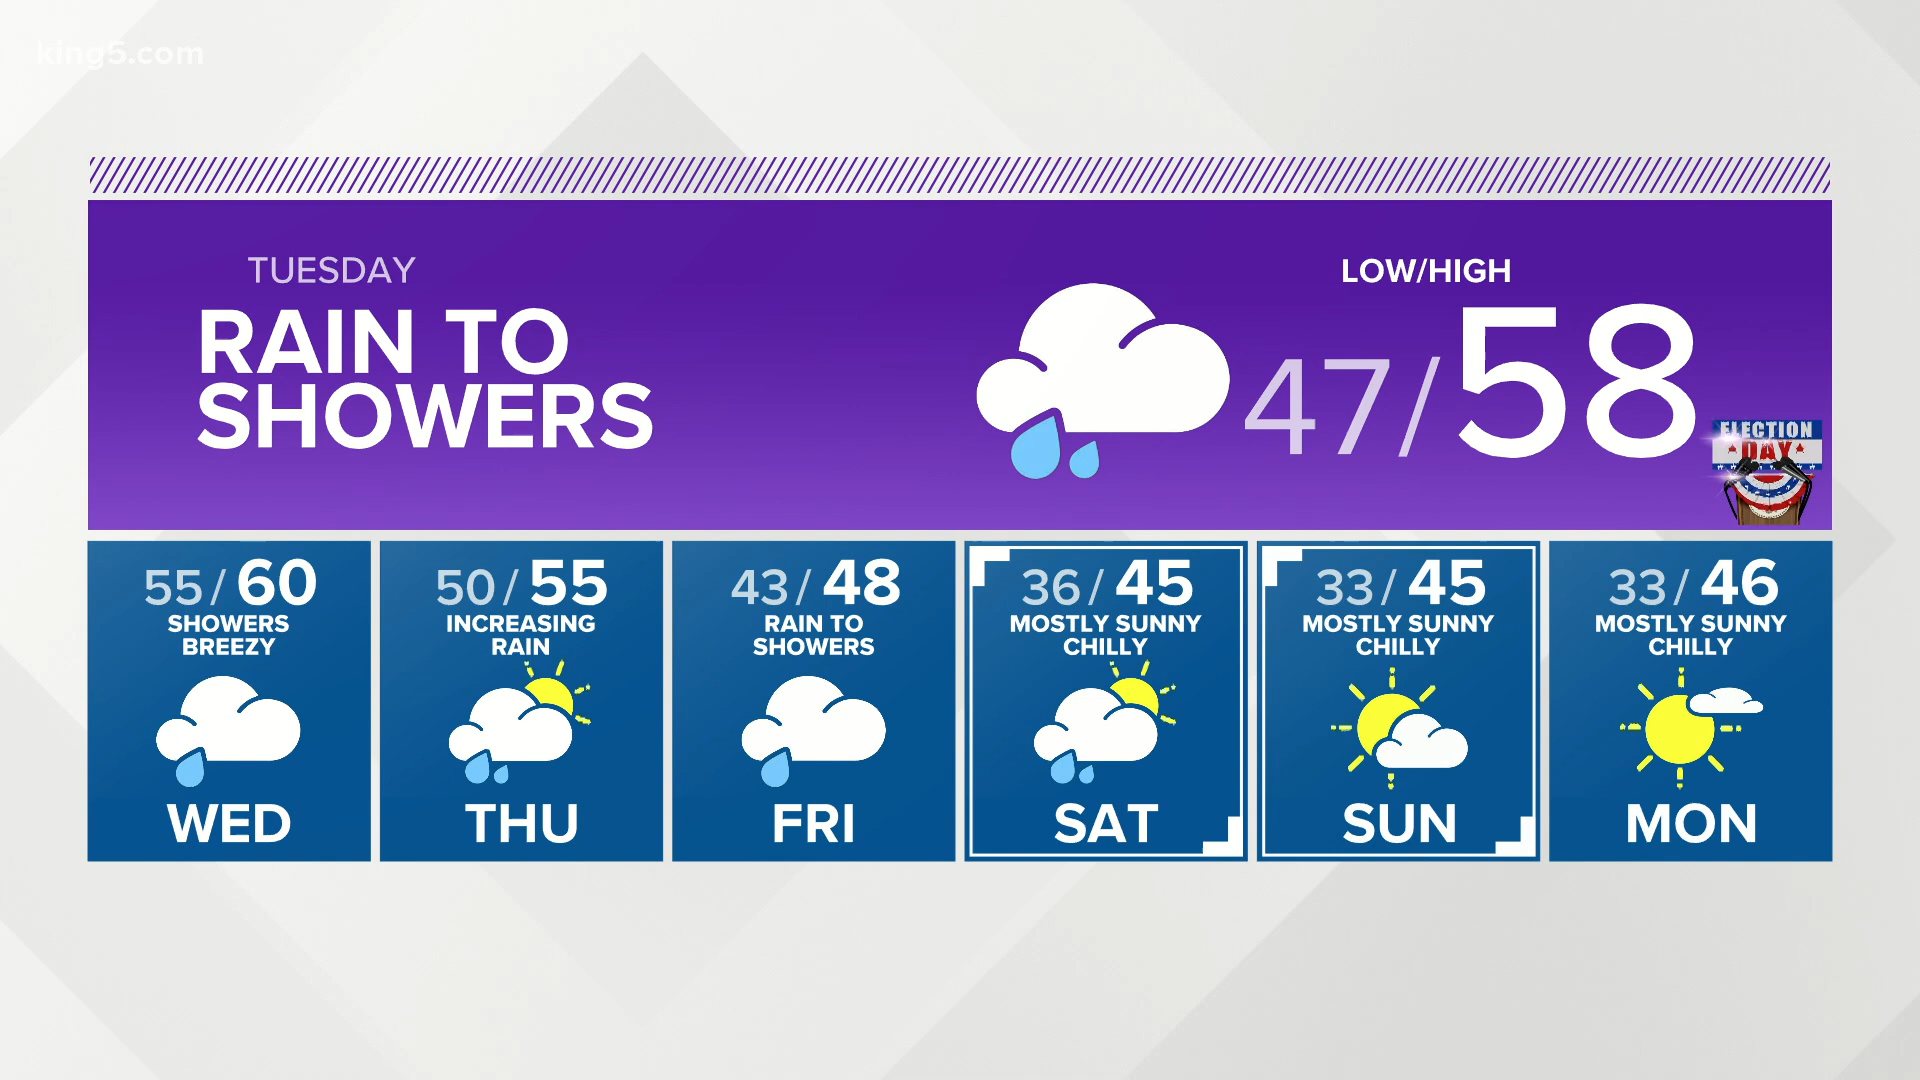 king5.com
TUESDAY
RAIN TO
SHOWERS
LOW/HIGH
47/58
ELECTION
DAY
55/60
SHOWERS
BREEZY
WED
50/55
INCREASING
RAIN
THU
43/48
RAIN TO
SHOWERS
FRI
36/45
MOSTLY SUNNY
CHILLY
SAT
33/45
MOSTLY SUNNY
CHILLY
SUN
33/46
MOSTLY SUNNY
CHILLY
MON